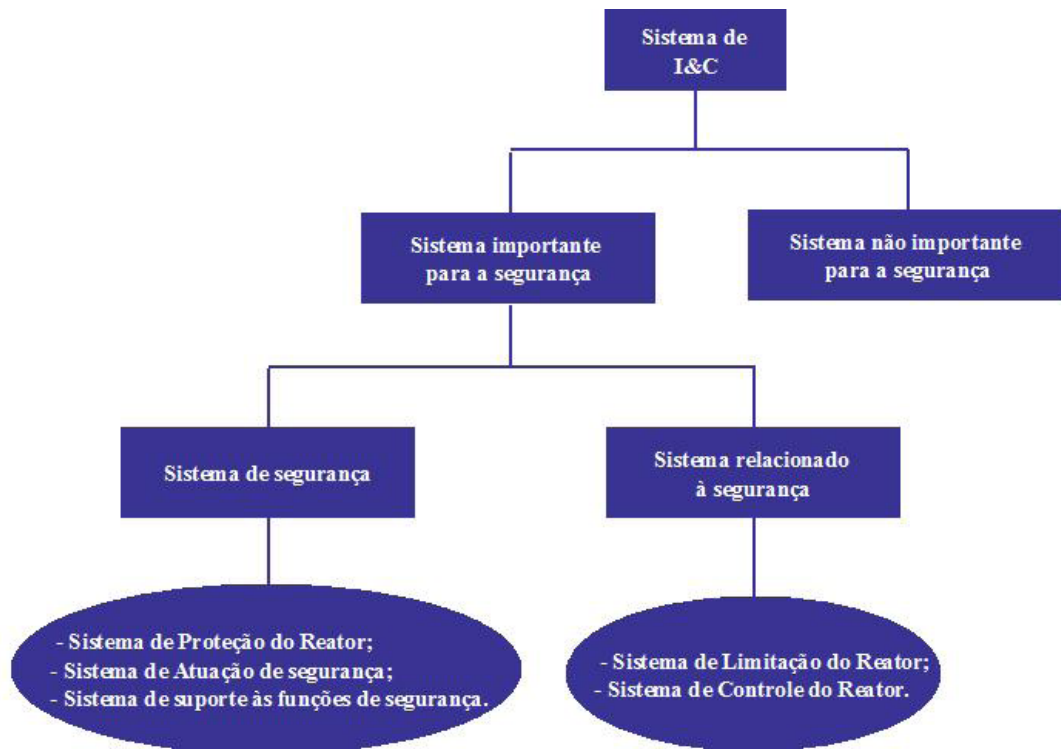 Sistema de
I&C
Sistema importante
para a segurança
Sistema não importante
para a segurança
Sistema de segurança
Sistema relacionado
à segurança
- Sistema de Proteção do Reator;
- Sistema de Atuação de segurança;
- Sistema de suporte às funções de segurança.
- Sistema de Limitação do Reator;
- Sistema de Controle do Reator.